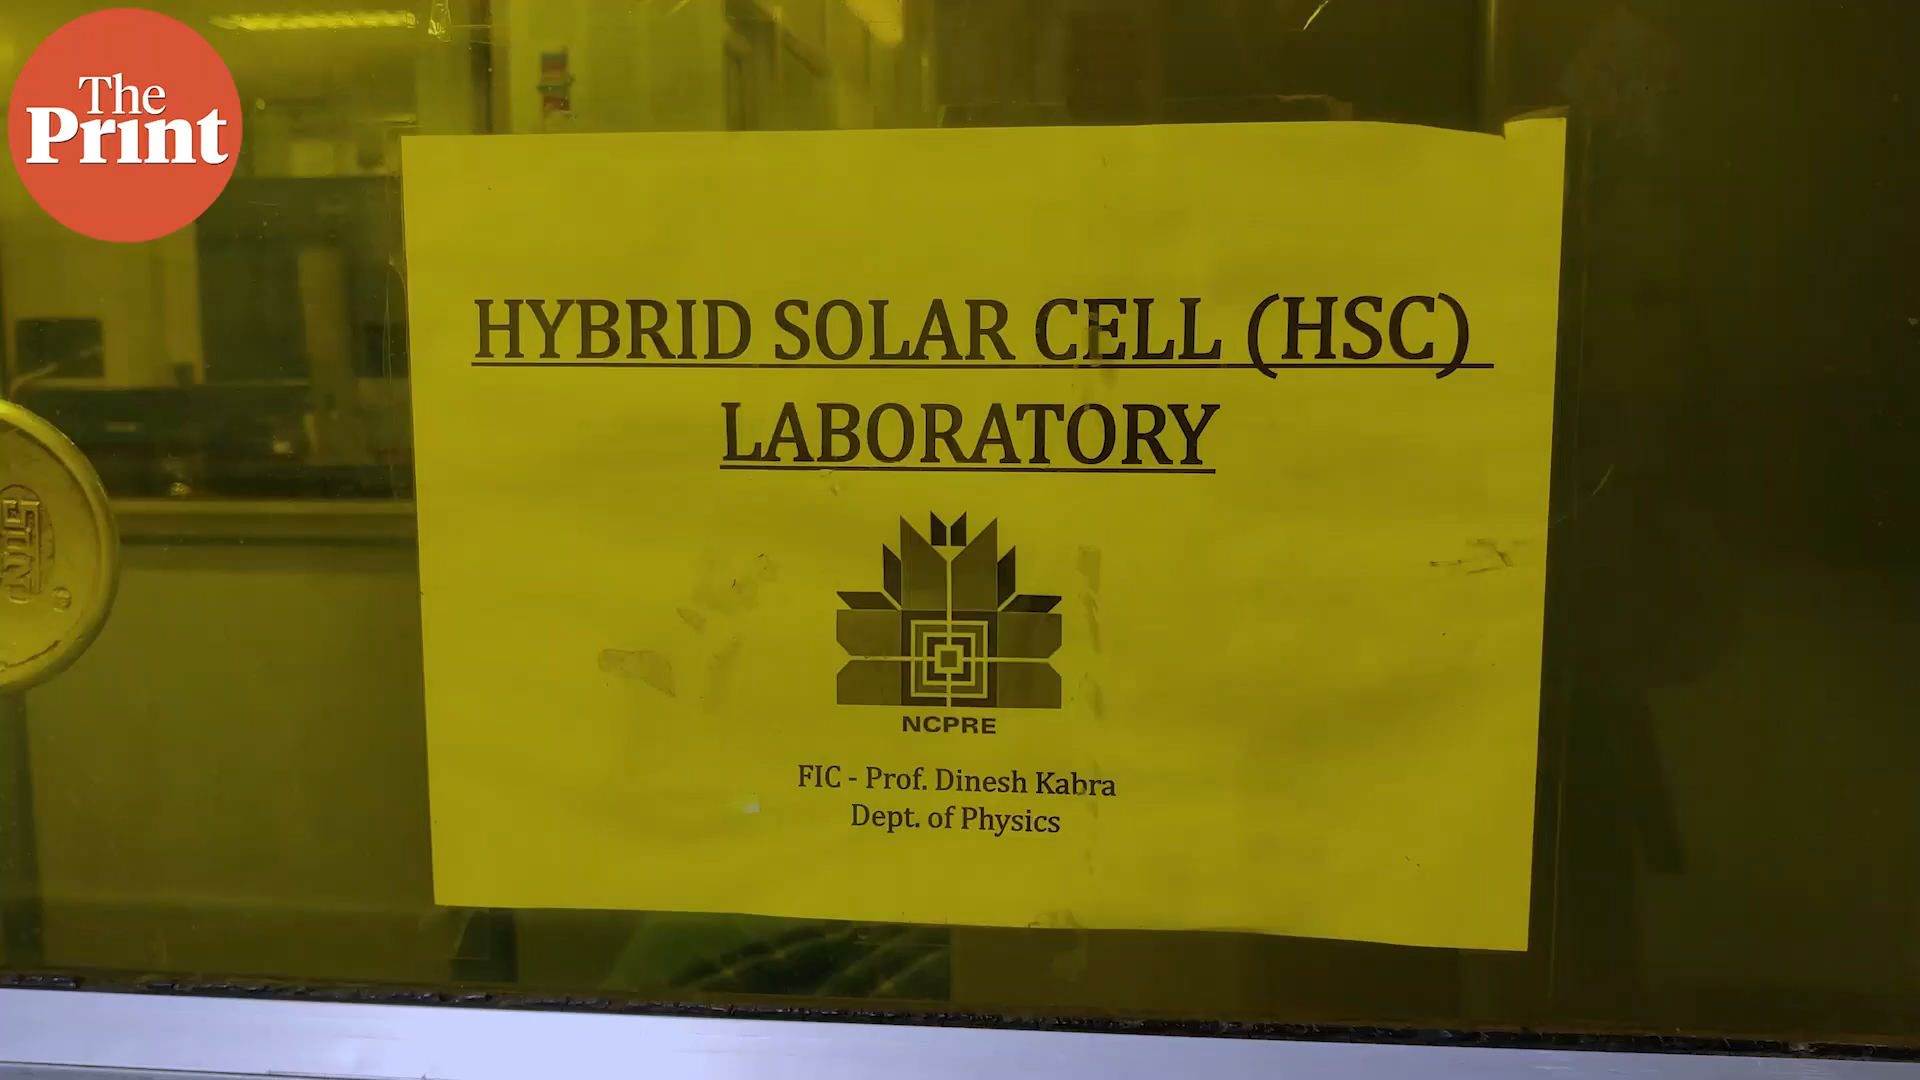 The
Print
HYBRID SOLAR CELL (HSC)
LABORATORY
NCPRE
FIC - Prof. Dinesh Kabra
Dept. of Physics